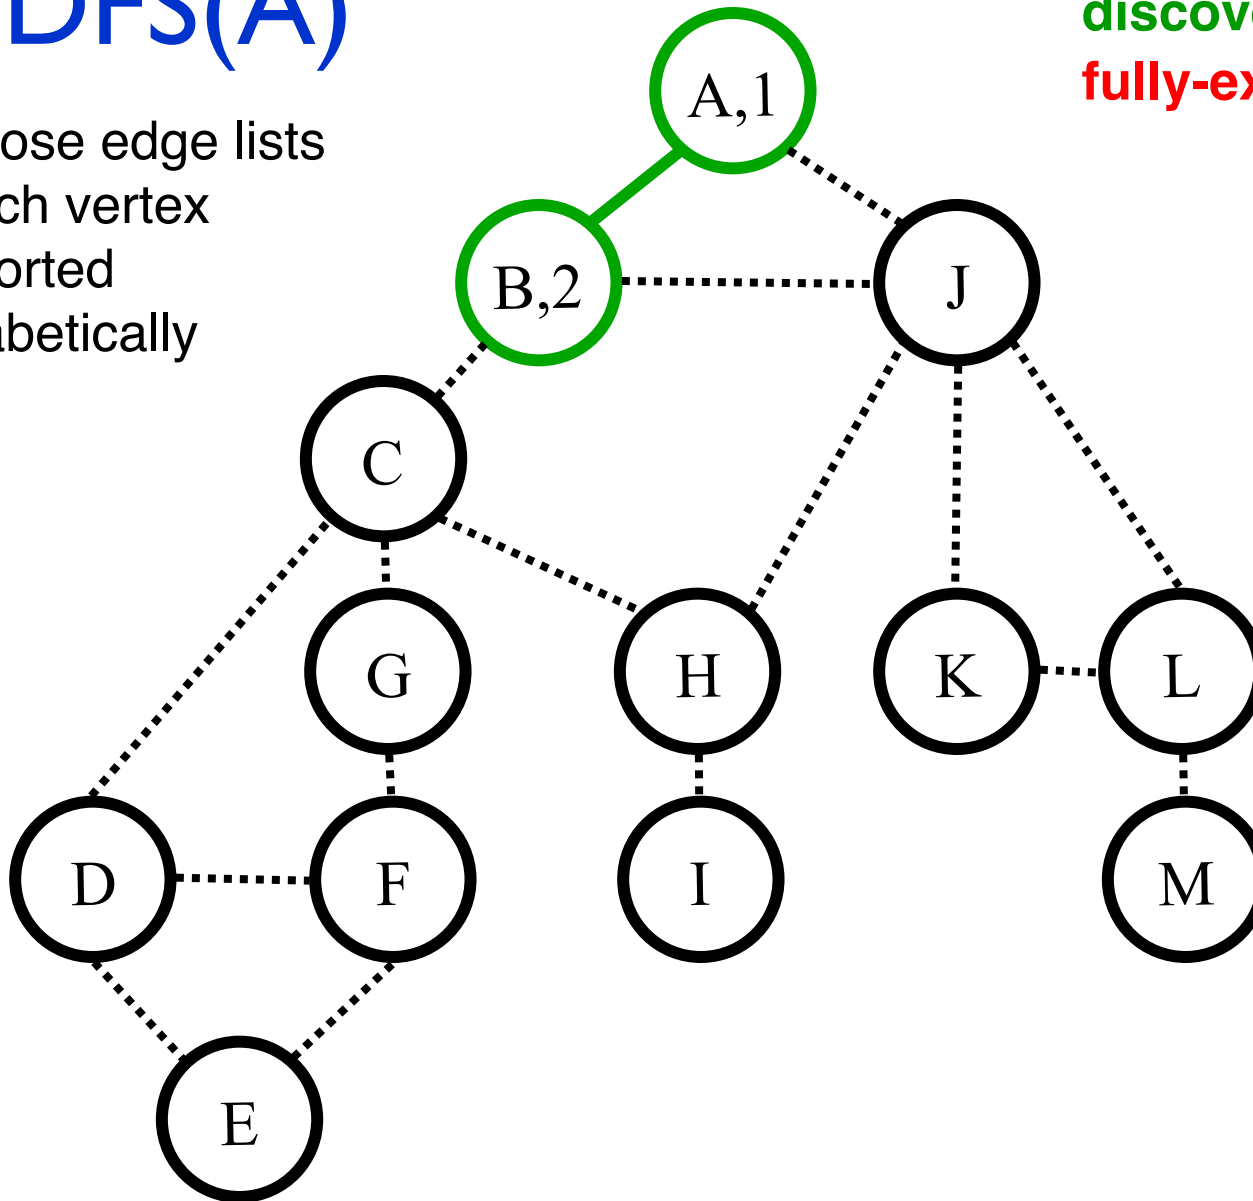 DFS(A)
discove
fully-ex
ose edge lists
ch vertex
orted
abetically
A,1
B,2
J
C
G
H
K
L
D
F
I
M
E